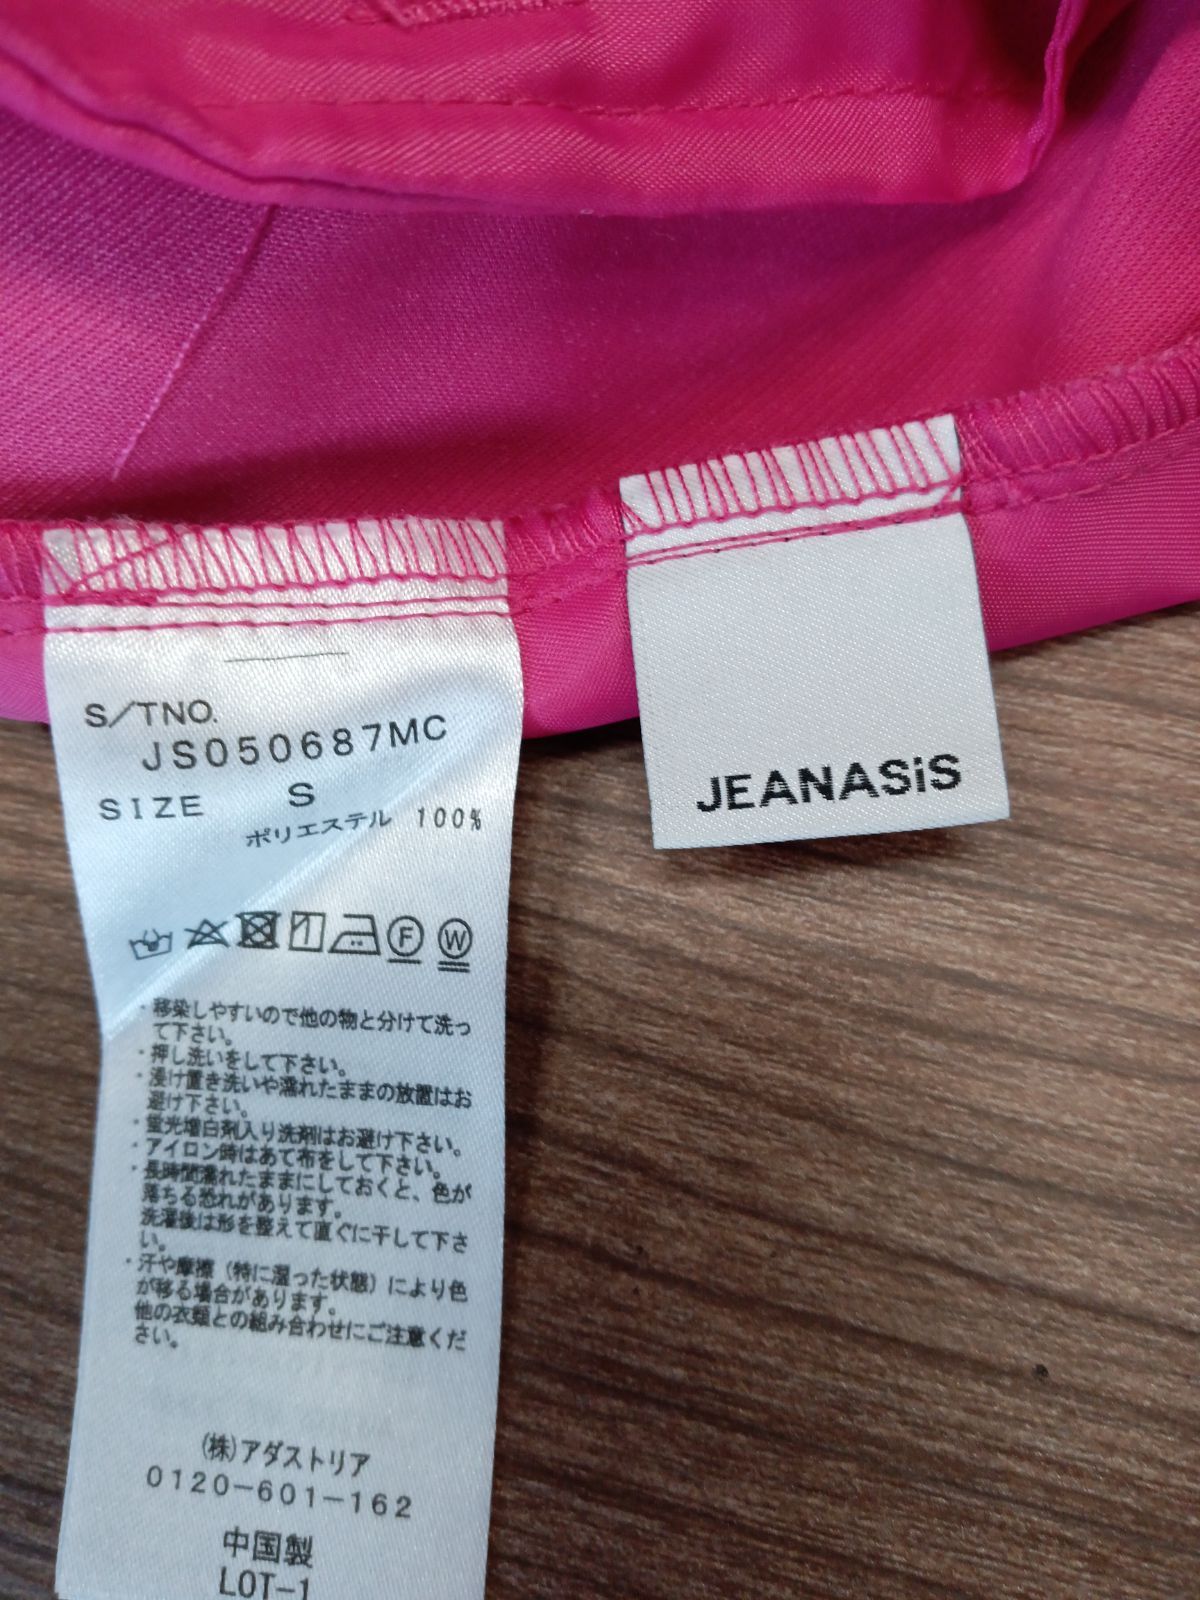 S/TNO.
JS050687MC
SIZE S
ポリエステル 100%
F W
・移染しやすいので他の物と分けて洗っ
て下さい。
・押し洗いをして下さい。
・浸け置き洗いや濡れたままの放置はお
避け下さい。
・蛍光増白剤入り洗剤はお避け下さい。
・アイロン時はあて布をして下さい。
・長時間濡れたままにしておくと、色が
落ちる恐れがあります。
洗濯後は形を整えて直ぐに干して下さ
い。
・汗や摩擦（特に湿った状態）により色
が移る場合があります。
他の衣類との組み合わせにご注意くだ
さい。
(株)アダストリア
0120-601-162
中国製
LOT-1
JEANASiS